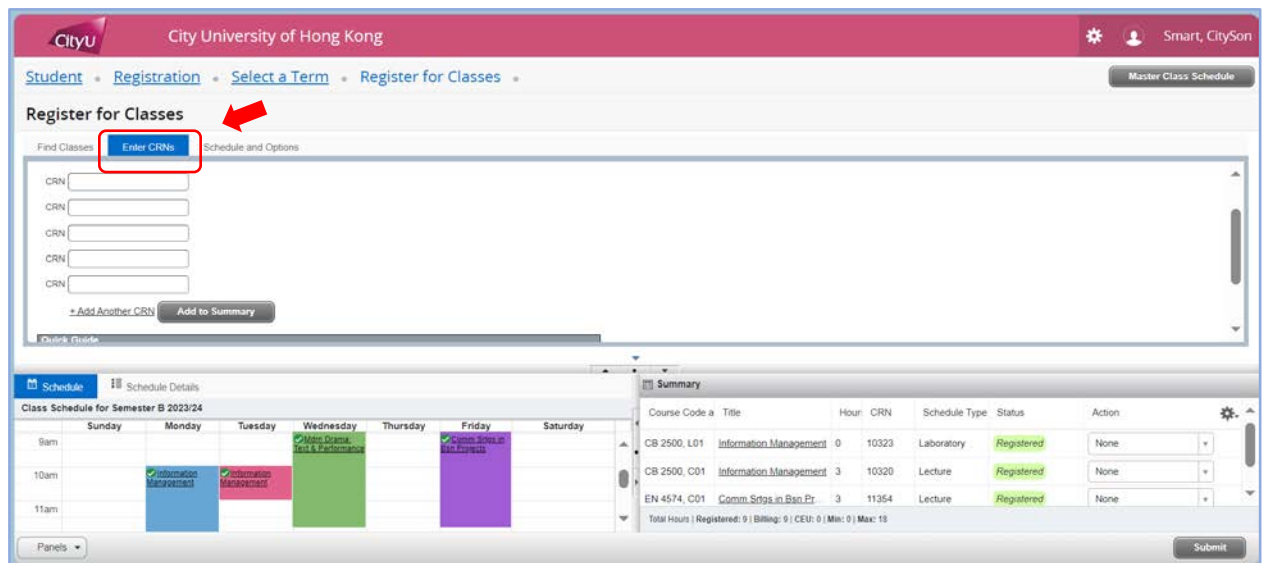 CityU City University of Hong Kong Smart, CitySon
Student Registration Select a Term Register for Classes Master Class Schedule
Register for Classes
Find Classes Enter CRNs Schedule and Options
CRN
CRN
CRN
CRN
CRN
+ Add Another CRN Add to Summary
Quick Guide
Schedule Schedule Details
Class Schedule for Semester B 2023/24
Sunday Monday Tuesday Wednesday Thursday Friday Saturday
9am
Mdrn Drama:
Text & Performance
Comm Strtgs in
Bsn Projects
10am
Information
Management
Information
Management
11am
Summary
Course Code a Title Hour CRN Schedule Type Status Action
CB 2500, L01 Information Management 0 10323 Laboratory Registered None
CB 2500, C01 Information Management 3 10320 Lecture Registered None
EN 4574, C01 Comm Srtgs in Bsn Pr... 3 11354 Lecture Registered None
Total Hours | Registered: 9 | Billing: 9 | CEU: 0 | Min: 0 | Max: 18
Panels Submit